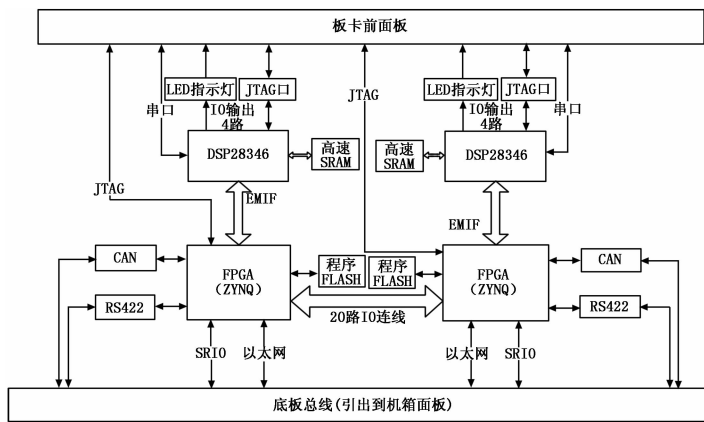 板卡前面板
LED指示灯
JTAG口
JTAG
LED指示灯
JTAG口
串口
IO输出
4路
IO输出
4路
串口
DSP28346
高速
SRAM
高速
SRAM
DSP28346
JTAG
EMIF
EMIF
CAN
FPGA
(ZYNQ)
程序
FLASH
程序
FLASH
FPGA
(ZYNQ)
CAN
RS422
RS422
20路IO连线
SRIO
以太网
以太网
SRIO
底板总线(引出到机箱面板)